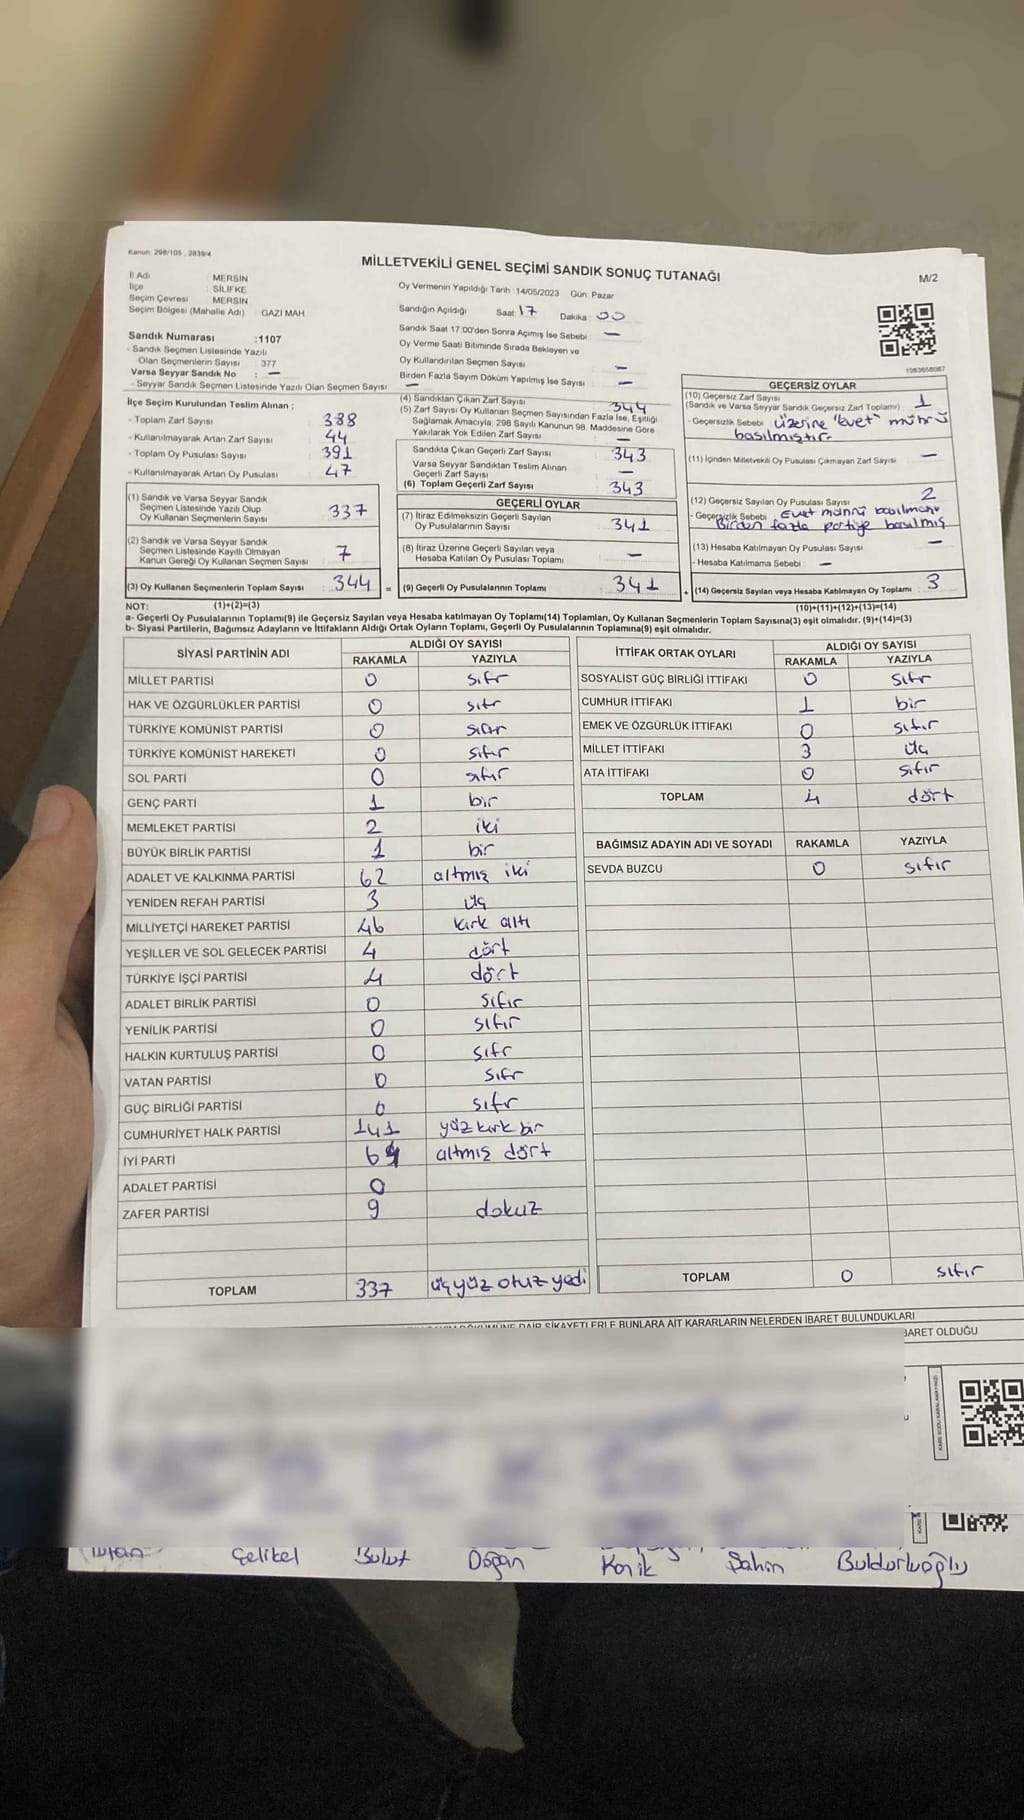 Kanun: 298/105 , 2839/4
MİLLETVEKİLİ GENEL SEÇİMİ SANDIK SONUÇ TUTANAĞI
M/2
İl Adı : MERSİN
İlçe : SİLİFKE
Seçim Çevresi : MERSİN
Seçim Bölgesi (Mahalle Adı) GAZİ MAH.
Oy Vermenin Yapıldığı Tarih : 14/05/2023 Gün: Pazar
Sandığın Açıldığı Saat : 17 Dakika : 00
Sandık Saat 17:00'den Sonra Açımış İse Sebebi : —
Oy Verme Saati Bitiminde Sırada Bekleyen ve
Oy Kullandırılan Seçmen Sayısı : —
Birden Fazla Sayım Döküm Yapılmış İse Sayısı : —
Sandık Numarası :1107
- Sandık Seçmen Listesinde Yazılı
Olan Seçmenlerin Sayısı : 377
Varsa Seyyar Sandık No : —
- Seyyar Sandık Seçmen Listesinde Yazılı Olan Seçmen Sayısı : —
1083658087
İlçe Seçim Kurulundan Teslim Alınan ;
- Toplam Zarf Sayısı : 388
- Kullanılmayarak Artan Zarf Sayısı : 44
- Toplam Oy Pusulası Sayısı : 391
- Kullanılmayarak Artan Oy Pusulası : 47
(1) Sandık ve Varsa Seyyar Sandık
Seçmen Listesinde Yazılı Olup
Oy Kullanan Seçmenlerin Sayısı : 337
(2) Sandık ve Varsa Seyyar Sandık
Seçmen Listesinde Kayıtlı Olmayan
Kanun Gereği Oy Kullanan Seçmen Sayısı : 7
(3) Oy Kullanan Seçmenlerin Toplam Sayısı : 344 =
(4) Sandıktan Çıkan Zarf Sayısı : 344
(5) Zarf Sayısı Oy Kullanan Seçmen Sayısından Fazla İse, Eşitliği
Sağlamak Amacıyla, 298 Sayılı Kanunun 98. Maddesine Göre
Yakılarak Yok Edilen Zarf Sayısı : —
Sandıkta Çıkan Geçerli Zarf Sayısı : 343
Varsa Seyyar Sandıktan Teslim Alınan
Geçerli Zarf Sayısı : —
(6) Toplam Geçerli Zarf Sayısı : 343
GEÇERLİ OYLAR
(7) İtiraz Edilmeksizin Geçerli Sayılan
Oy Pusulalarının Sayısı : 341
(8) İtiraz Üzerine Geçerli Sayılan veya
Hesaba Katılan Oy Pusulası Toplamı : —
(9) Geçerli Oy Pusulalarının Toplamı : 341 +
GEÇERSİZ OYLAR
(10) Geçersiz Zarf Sayısı
(Sandık ve Varsa Seyyar Sandık Geçersiz Zarf Toplamı) : 1
- Geçersizlik Sebebi : Üzerine "evet" mührü
basılmıştır.
(11) İçinden Milletvekili Oy Pusulası Çıkmayan Zarf Sayısı : —
(12) Geçersiz Sayılan Oy Pusulası Sayısı : 2
- Geçersizlik Sebebi : Evet mührü basılmamış
Birden fazla partiye basılmış
(13) Hesaba Katılmayan Oy Pusulası Sayısı : —
- Hesaba Katılmama Sebebi : —
(14) Geçersiz Sayılan veya Hesaba Katılmayan Oy Toplamı : 3
NOT: (1)+(2)=(3) (10)+(11)+(12)+(13)=(14)
a- Geçerli Oy Pusulalarının Toplamı(9) ile Geçersiz Sayılan veya Hesaba katılmayan Oy Toplamı(14) Toplamları, Oy Kullanan Seçmenlerin Toplam Sayısına(3) eşit olmalıdır. (9)+(14)=(3)
b- Siyasi Partilerin, Bağımsız Adayların ve İttifakların Aldığı Ortak Oyların Toplamı, Geçerli Oy Pusulalarının Toplamına(9) eşit olmalıdır.
SİYASİ PARTİNİN ADI ALDIĞI OY SAYISI
RAKAMLA YAZIYLA
MİLLET PARTİSİ 0 sıfır
HAK VE ÖZGÜRLÜKLER PARTİSİ 0 sıfır
TÜRKİYE KOMÜNİST PARTİSİ 0 sıfır
TÜRKİYE KOMÜNİST HAREKETİ 0 sıfır
SOL PARTİ 0 sıfır
GENÇ PARTİ 1 bir
MEMLEKET PARTİSİ 2 iki
BÜYÜK BİRLİK PARTİSİ 1 bir
ADALET VE KALKINMA PARTİSİ 62 altmış iki
YENİDEN REFAH PARTİSİ 3 üç
MİLLİYETÇİ HAREKET PARTİSİ 46 kırk altı
YEŞİLLER VE SOL GELECEK PARTİSİ 4 dört
TÜRKİYE İŞÇİ PARTİSİ 4 dört
ADALET BİRLİK PARTİSİ 0 sıfır
YENİLİK PARTİSİ 0 sıfır
HALKIN KURTULUŞ PARTİSİ 0 sıfır
VATAN PARTİSİ 0 sıfır
GÜÇ BİRLİĞİ PARTİSİ 0 sıfır
CUMHURİYET HALK PARTİSİ 141 yüz kırk bir
İYİ PARTİ 64 altmış dört
ADALET PARTİSİ 0
ZAFER PARTİSİ 9 dokuz
TOPLAM 337 üçyüz otuz yedi
İTTİFAK ORTAK OYLARI ALDIĞI OY SAYISI
RAKAMLA YAZIYLA
SOSYALİST GÜÇ BİRLİĞİ İTTİFAKI 0 sıfır
CUMHUR İTTİFAKI 1 bir
EMEK VE ÖZGÜRLÜK İTTİFAKI 0 sıfır
MİLLET İTTİFAKI 3 üç
ATA İTTİFAKI 0 sıfır
TOPLAM 4 dört
BAĞIMSIZ ADAYIN ADI VE SOYADI RAKAMLA YAZIYLA
SEVDA BUZCU 0 sıfır
TOPLAM 0 sıfır
DÖKÜMÜNE DAİR ŞİKAYETLERLE BUNLARA AİT KARARLARIN NELERDEN İBARET BULUNDUKLARI
İBARET OLDUĞU
Çelikel Bulut Doğan Şahin Buldurluoğlu